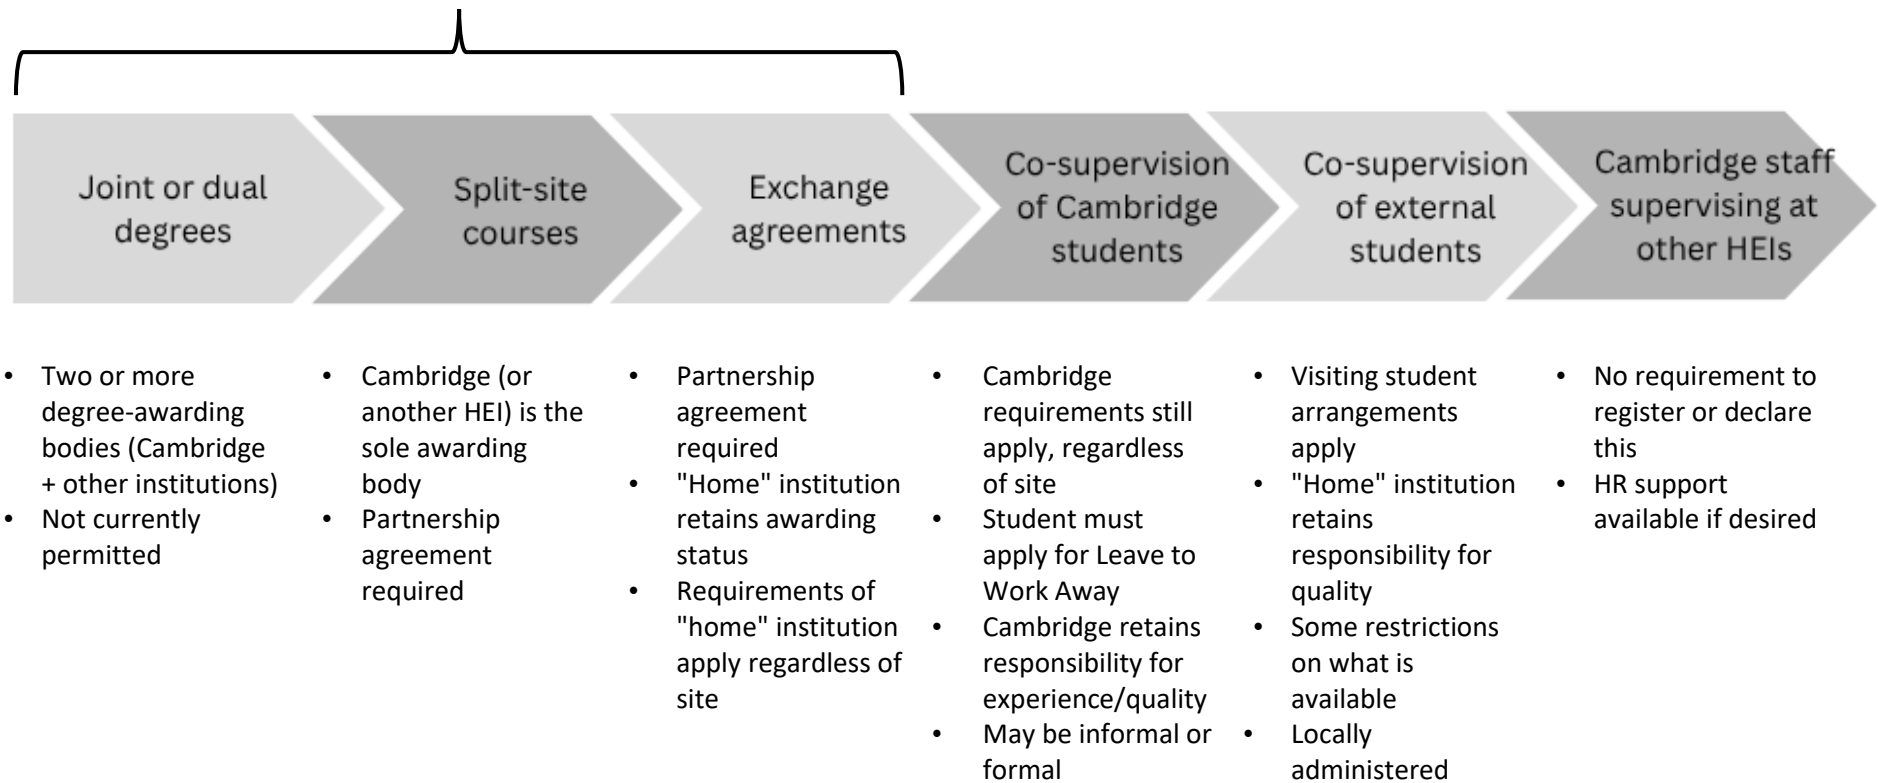 Joint or dual
degrees
Split-site
courses
Exchange
agreements
Co-supervision
of Cambridge
students
Co-supervision
of external
students
Cambridge staff
supervising at
other HEIs
• Two or more
degree-awarding
bodies (Cambridge
+ other institutions)
• Not currently
permitted
• Cambridge (or
another HEI) is the
sole awarding
body
• Partnership
agreement
required
• Partnership
agreement
required
• "Home" institution
retains awarding
status
• Requirements of
"home" institution
apply regardless of
site
• Cambridge
requirements still
apply, regardless
of site
• Student must
apply for Leave to
Work Away
• Cambridge retains
responsibility for
experience/quality
• May be informal or
formal
• Visiting student
arrangements
apply
• "Home" institution
retains
responsibility for
quality
• Some restrictions
on what is
available
• Locally
administered
• No requirement to
register or declare
this
• HR support
available if desired